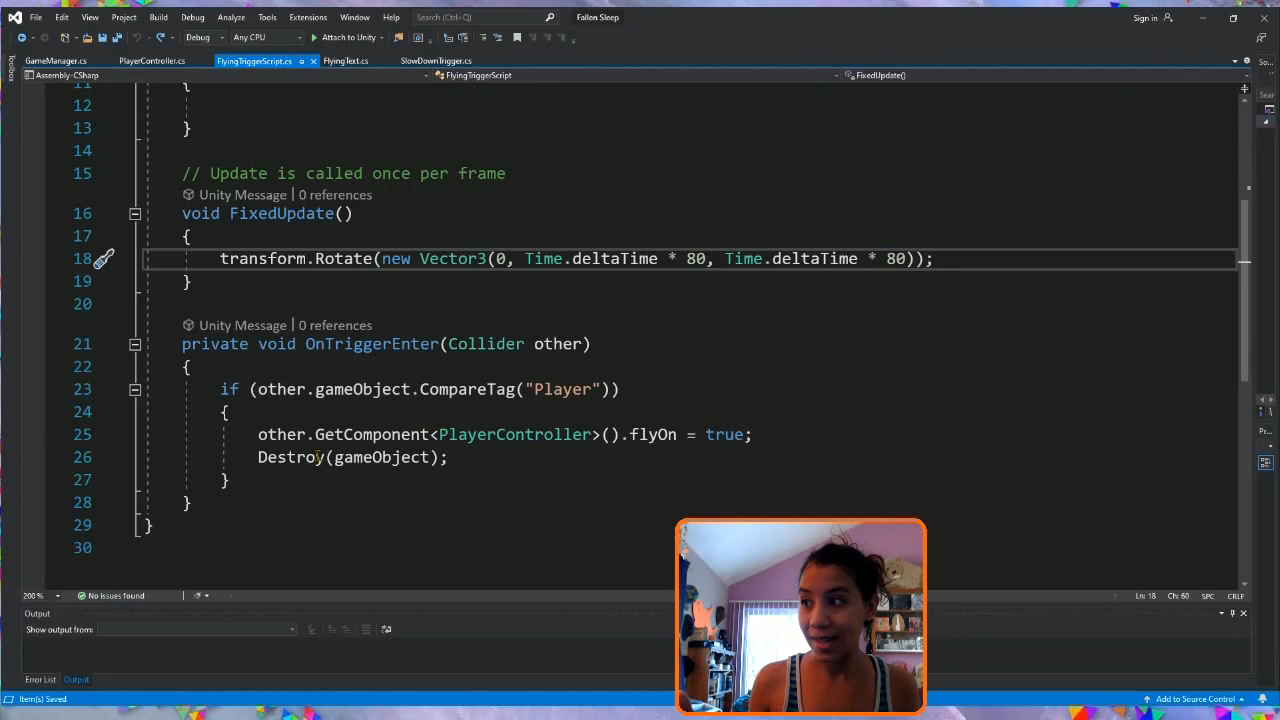 File Edit View Project Build Debug Analyze Tools Extensions Window Help Search (Ctrl+Q) Fallen Sleep Sign in
Debug Any CPU Attach to Unity
Toolbox
GameManager.cs PlayerController.cs FlyingTriggerScript.cs FlyingText.cs SlowDownTrigger.cs
Assembly-CSharp FlyingTriggerScript FixedUpdate()
11 {
12
13 }
14
15 // Update is called once per frame
Unity Message | 0 references
16 void FixedUpdate()
17 {
18 transform.Rotate(new Vector3(0, Time.deltaTime * 80, Time.deltaTime * 80));
19 }
20
Unity Message | 0 references
21 private void OnTriggerEnter(Collider other)
22 {
23 if (other.gameObject.CompareTag("Player"))
24 {
25 other.GetComponent<PlayerController>().flyOn = true;
26 Destroy(gameObject);
27 }
28 }
29 }
30
200 % No issues found Ln: 18 Ch: 60 SPC CRLF
Output
Show output from:
Error List Output
Item(s) Saved Add to Source Control
So...
Sear
Pr...